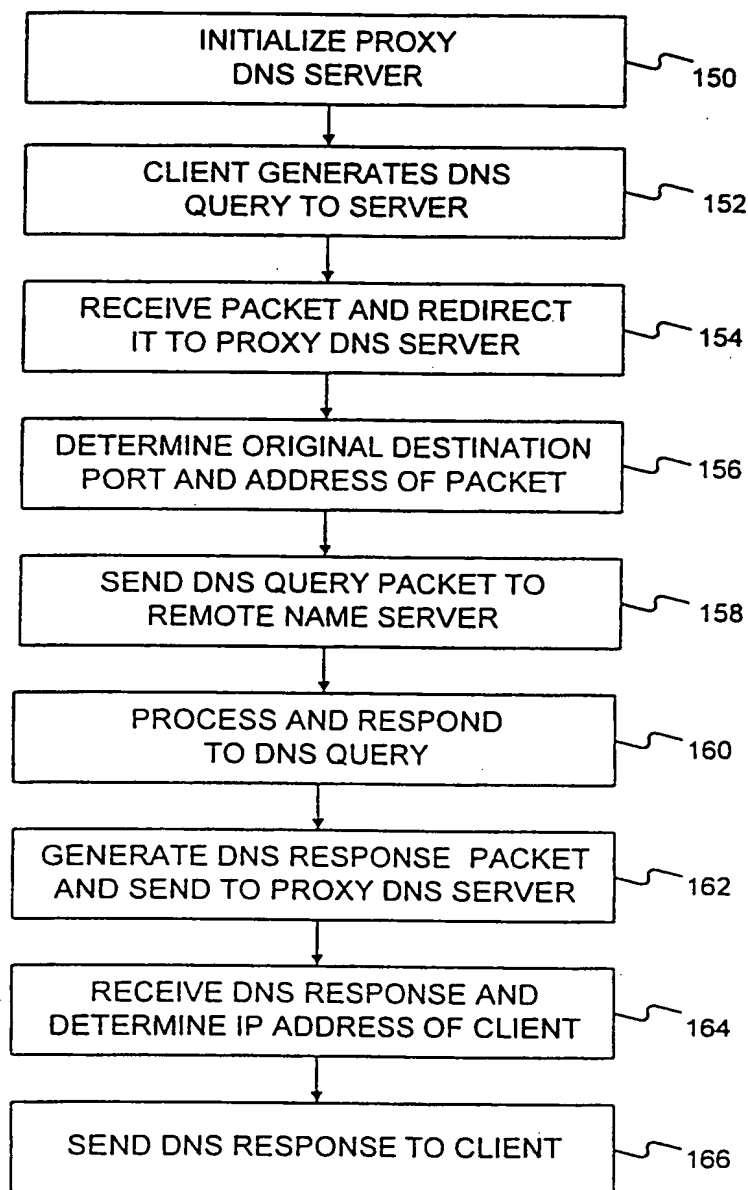 INITIALIZE PROXY
DNS SERVER
150
CLIENT GENERATES DNS
QUERY TO SERVER
152
RECEIVE PACKET AND REDIRECT
IT TO PROXY DNS SERVER
154
DETERMINE ORIGINAL DESTINATION
PORT AND ADDRESS OF PACKET
156
SEND DNS QUERY PACKET TO
REMOTE NAME SERVER
158
PROCESS AND RESPOND
TO DNS QUERY
160
GENERATE DNS RESPONSE PACKET
AND SEND TO PROXY DNS SERVER
162
RECEIVE DNS RESPONSE AND
DETERMINE IP ADDRESS OF CLIENT
164
SEND DNS RESPONSE TO CLIENT
166